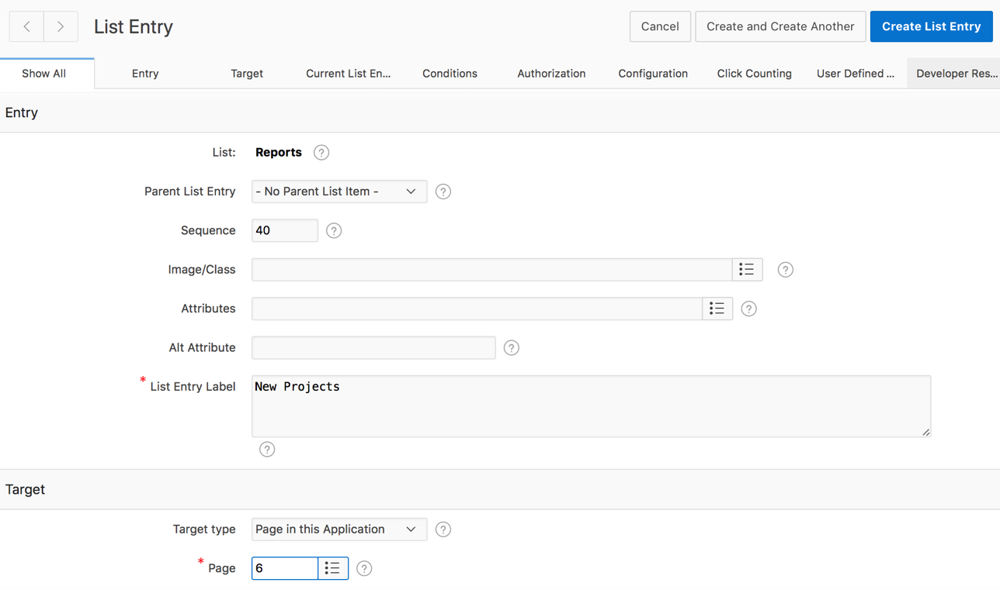 List Entry
Cancel
Create and Create Another
Create List Entry
Show All
Entry
Target
Current List En...
Conditions
Authorization
Configuration
Click Counting
User Defined ...
Developer Res...
Entry
List: Reports ?
Parent List Entry - No Parent List Item - ?
Sequence 40 ?
Image/Class ?
Attributes ?
Alt Attribute ?
* List Entry Label New Projects
?
Target
Target type Page in this Application ?
* Page 6 ?